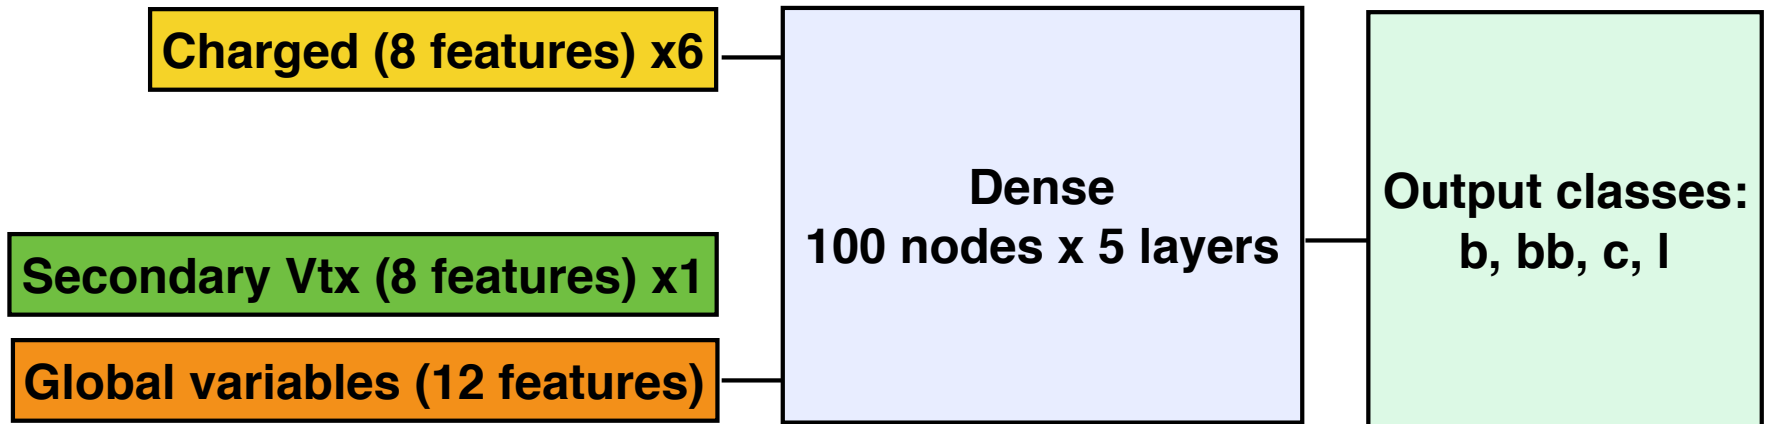 Charged (8 features) x6
Secondary Vtx (8 features) x1
Global variables (12 features)
Dense
100 nodes x 5 layers
Output classes:
b, bb, c, l